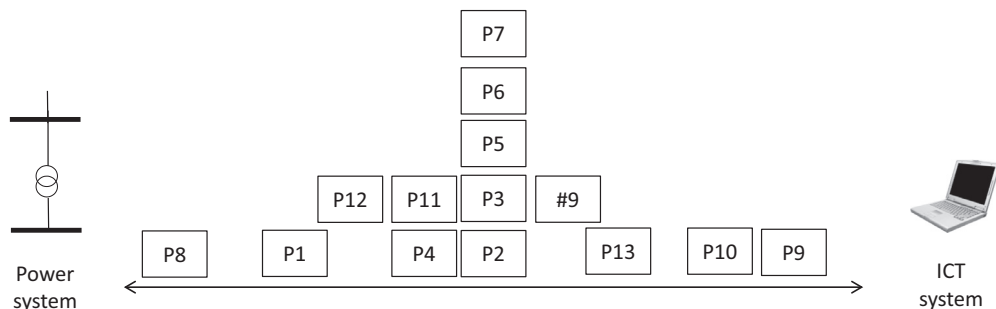 P7
P6
P5
P12 P11 P3 #9
P8 P1 P4 P2 P13 P10 P9
Power
system
ICT
system